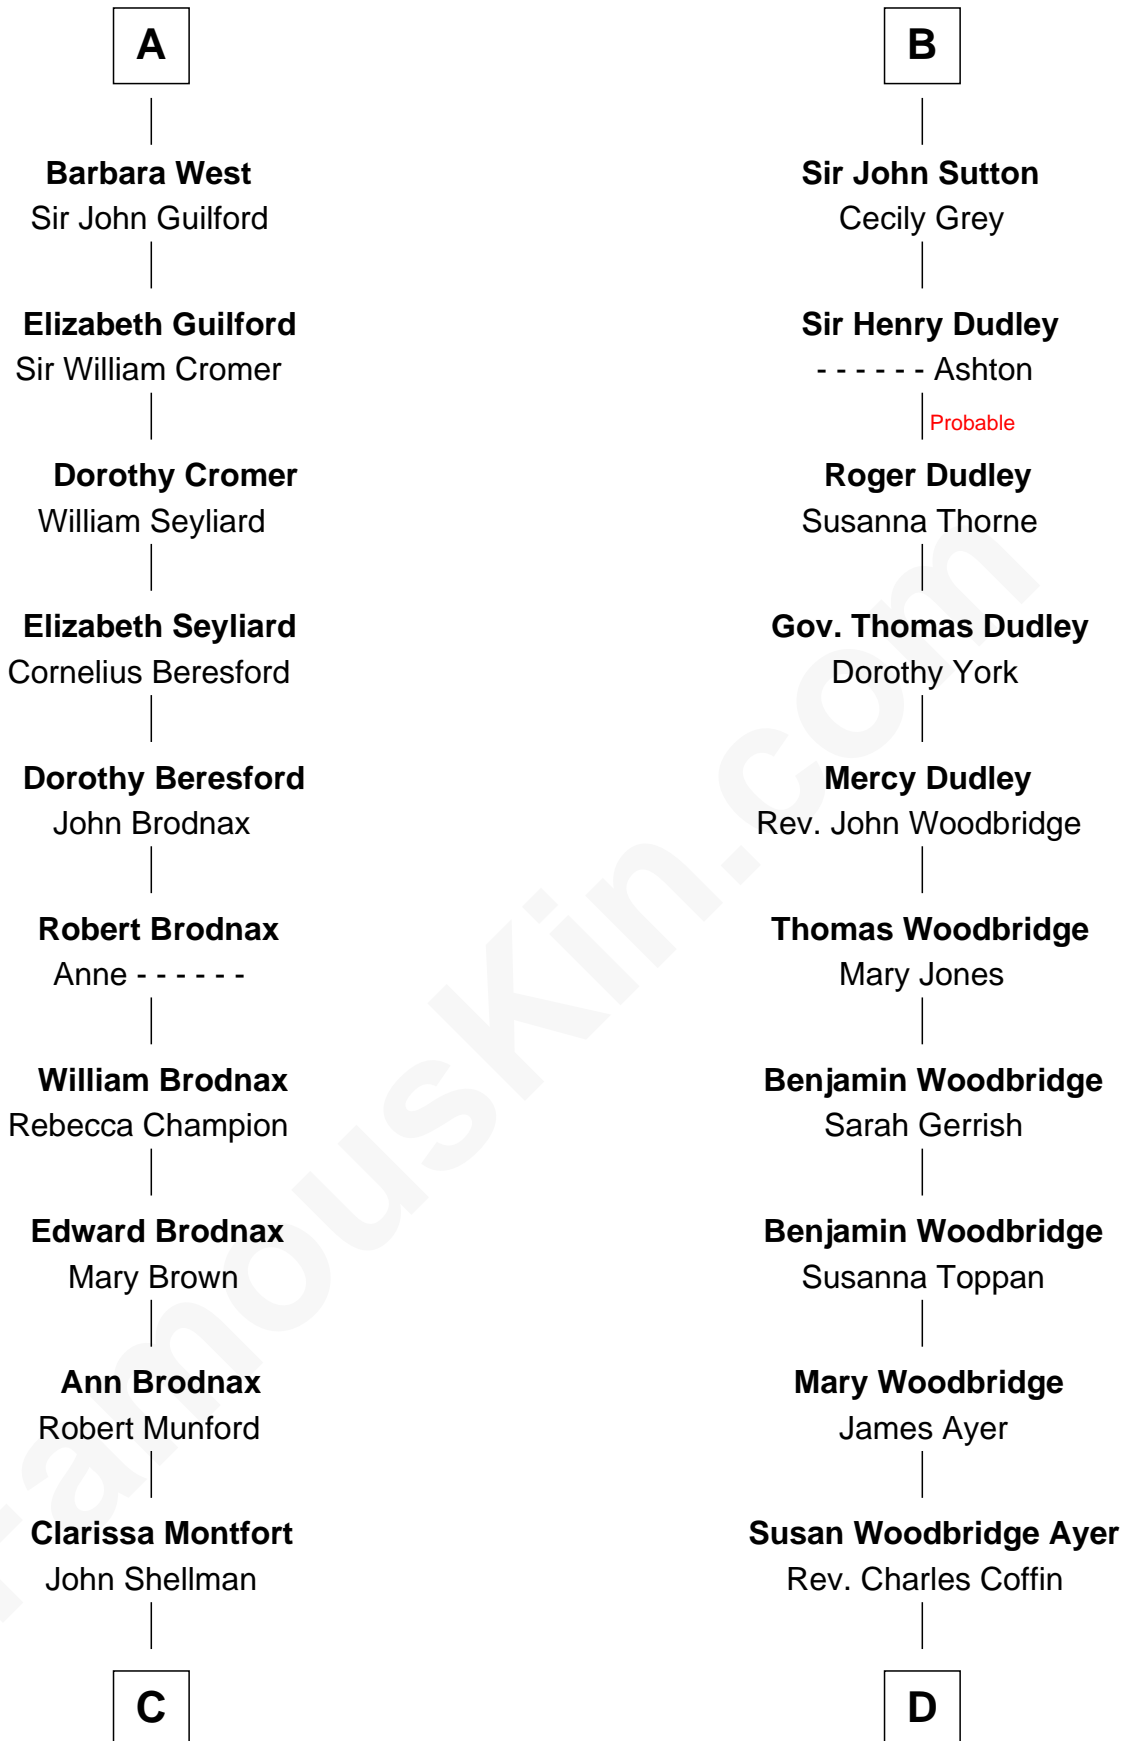 A
Barbara West
Sir John Guilford
Elizabeth Guilford
Sir William Cromer
Dorothy Cromer
William Seyliard
Elizabeth Seyliard
Cornelius Beresford
Dorothy Beresford
John Brodnax
Robert Brodnax
Anne - - - - - -
William Brodnax
Rebecca Champion
Edward Brodnax
Mary Brown
Ann Brodnax
Robert Munford
Clarissa Montfort
John Shellman
C
B
Sir John Sutton
Cecily Grey
Sir Henry Dudley
- - - - - - Ashton
Probable
Roger Dudley
Susanna Thorne
Gov. Thomas Dudley
Dorothy York
Mercy Dudley
Rev. John Woodbridge
Thomas Woodbridge
Mary Jones
Benjamin Woodbridge
Sarah Gerrish
Benjamin Woodbridge
Susanna Toppan
Mary Woodbridge
James Ayer
Susan Woodbridge Ayer
Rev. Charles Coffin
D
FamousKin.com